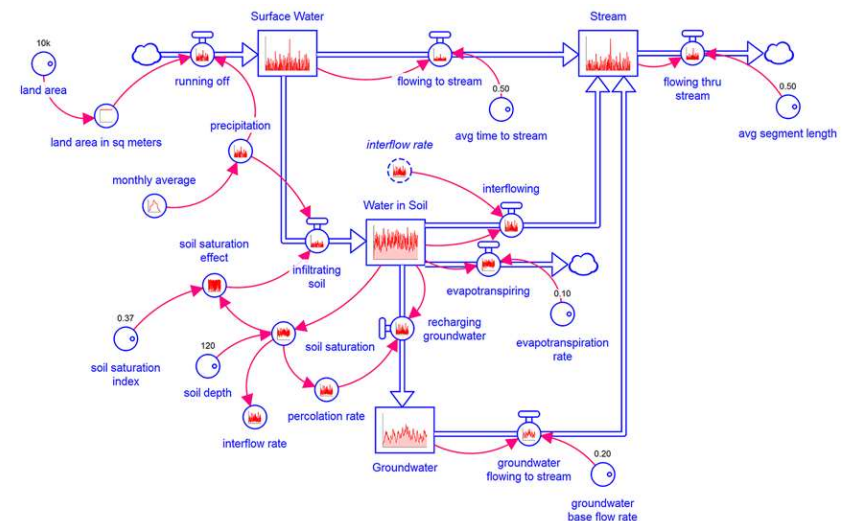 Surface Water
Stream
10k
land area
running off
flowing to stream
flowing thru
stream
0.50
avg time to stream
0.50
avg segment length
land area in sq meters
precipitation
interflow rate
monthly average
interflowing
Water in Soil
soil saturation
effect
infiltrating
soil
evapotranspiring
0.10
evapotranspiration
rate
0.37
soil saturation
index
120
soil depth
soil saturation
recharging
groundwater
percolation rate
interflow rate
Groundwater
groundwater
flowing to stream
0.20
groundwater
base flow rate